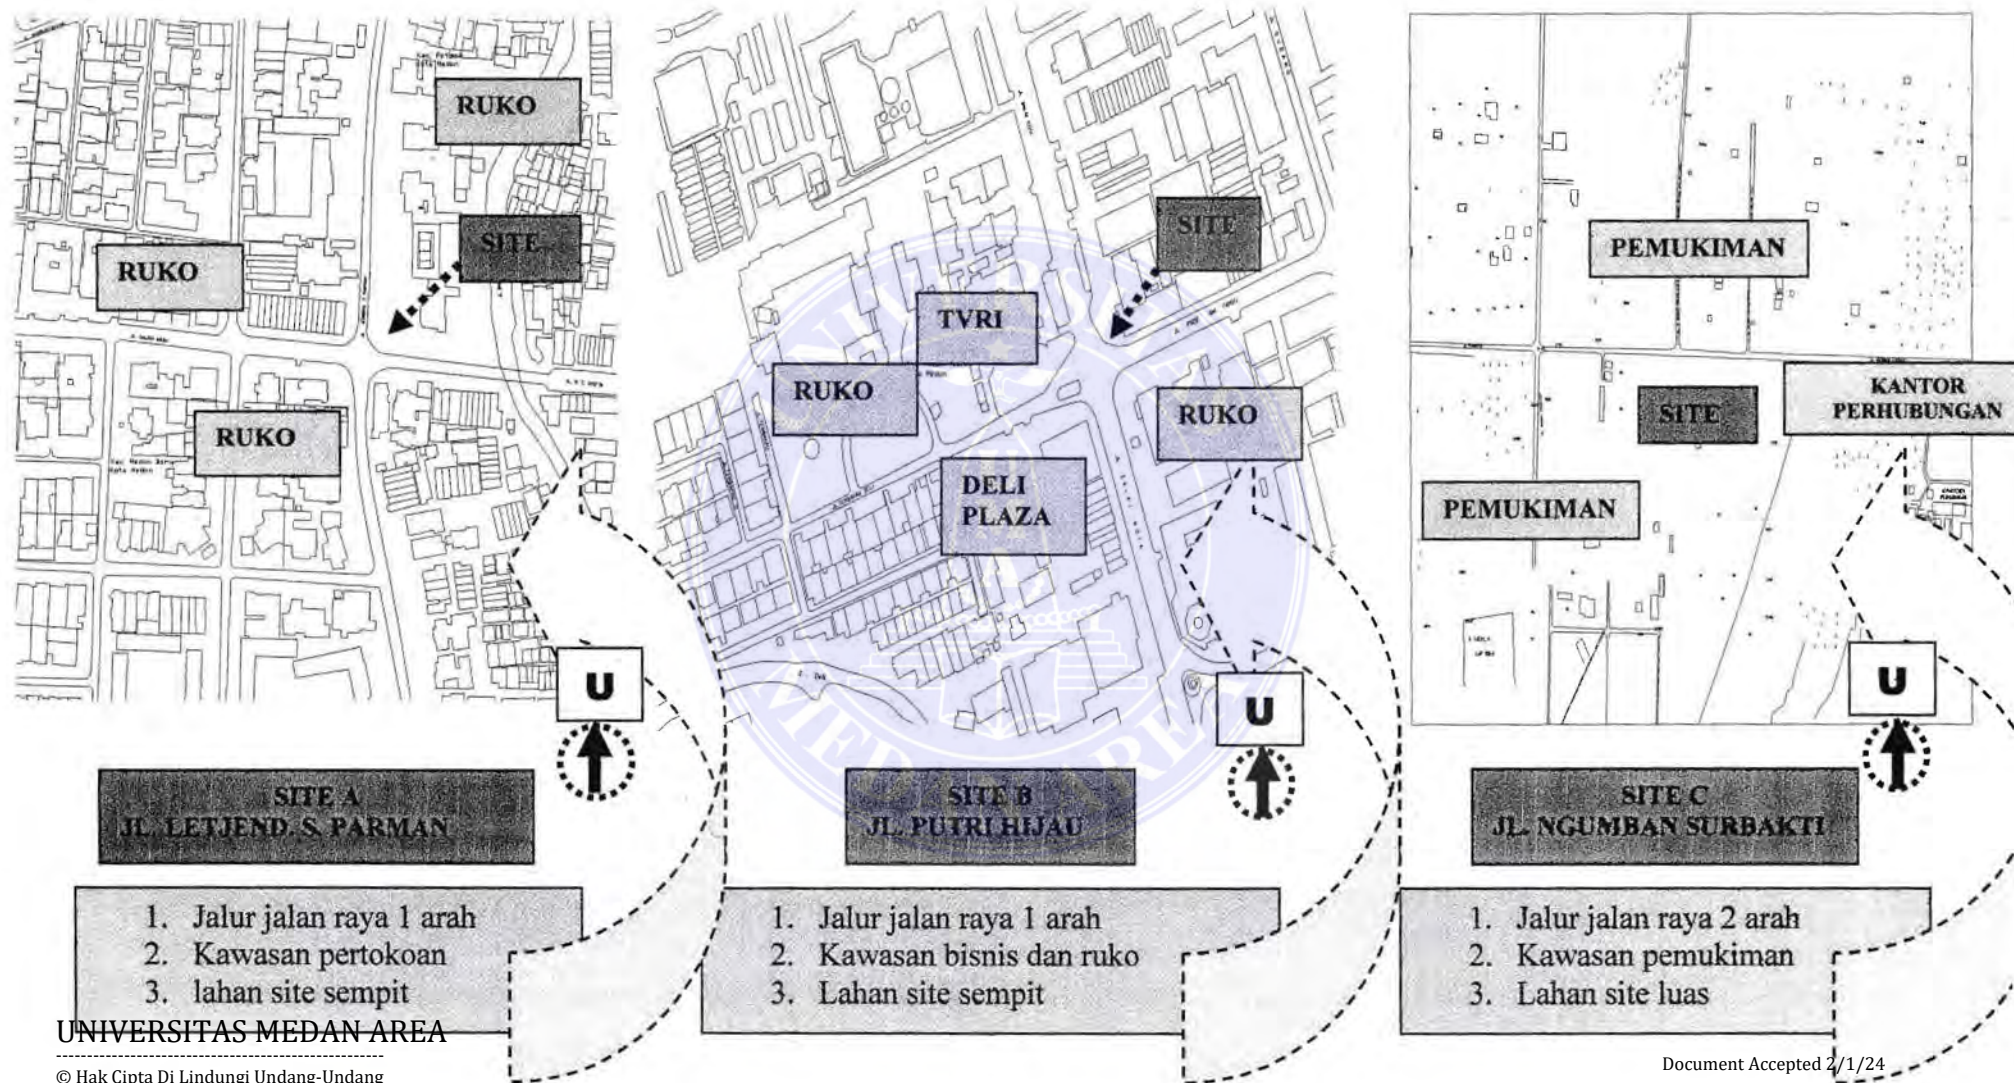 RUKO
SITE
RUKO
RUKO
U
SITE A
JL. LETJEND. S. PARMAN
1. Jalur jalan raya 1 arah
2. Kawasan pertokoan
3. lahan site sempit
SITE
TVRI
RUKO
RUKO
DELI
PLAZA
U
SITE B
JL. PUTRI HIJAU
1. Jalur jalan raya 1 arah
2. Kawasan bisnis dan ruko
3. Lahan site sempit
PEMUKIMAN
KANTOR
PERHUBUNGAN
SITE
PEMUKIMAN
U
SITE C
JL. NGUMBAN SURBAKTI
1. Jalur jalan raya 2 arah
2. Kawasan pemukiman
3. Lahan site luas
UNIVERSITAS MEDAN AREA
© Hak Cipta Di Lindungi Undang-Undang
Document Accepted 2/1/24
UNIVERSITAS
MEDAN AREA